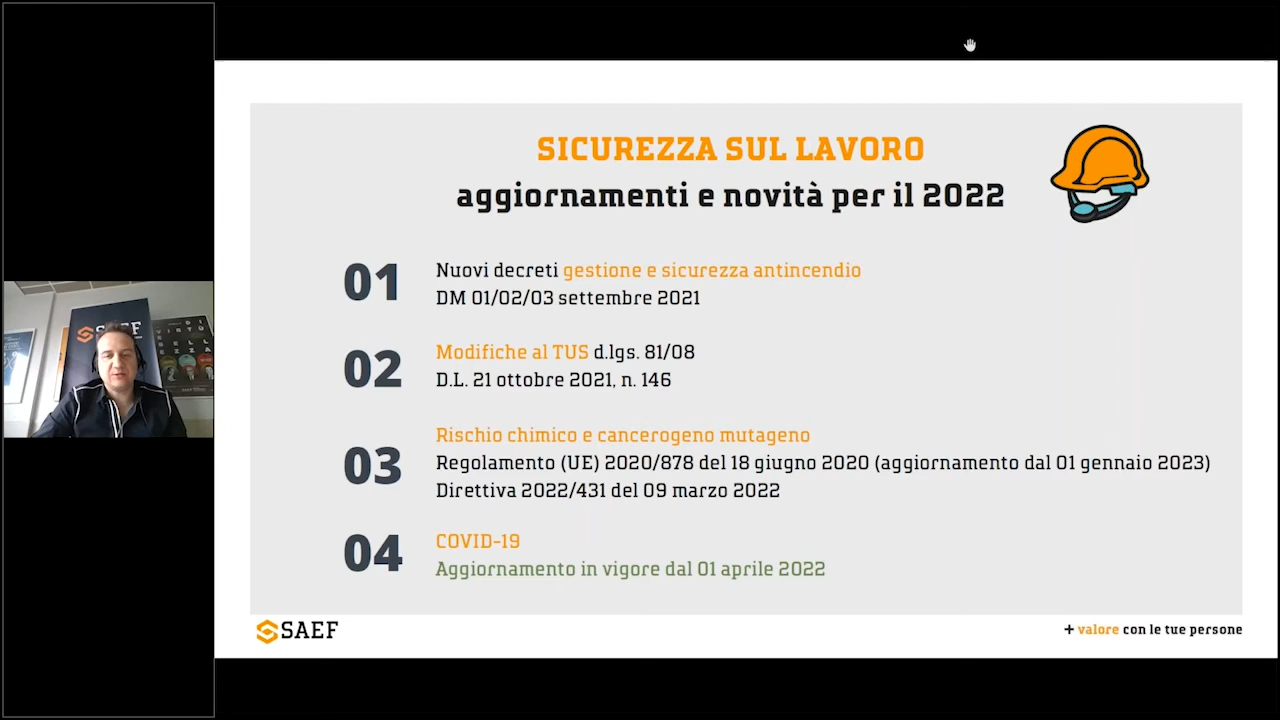 SICUREZZA SUL LAVORO
aggiornamenti e novità per il 2022
01
Nuovi decreti gestione e sicurezza antincendio
DM 01/02/03 settembre 2021
02
Modifiche al TUS d.lgs. 81/08
D.L. 21 ottobre 2021, n. 146
03
Rischio chimico e cancerogeno mutageno
Regolamento (UE) 2020/878 del 18 giugno 2020 (aggiornamento dal 01 gennaio 2023)
Direttiva 2022/431 del 09 marzo 2022
04
COVID-19
Aggiornamento in vigore dal 01 aprile 2022
SAEF
+ valore con le tue persone
SAEF